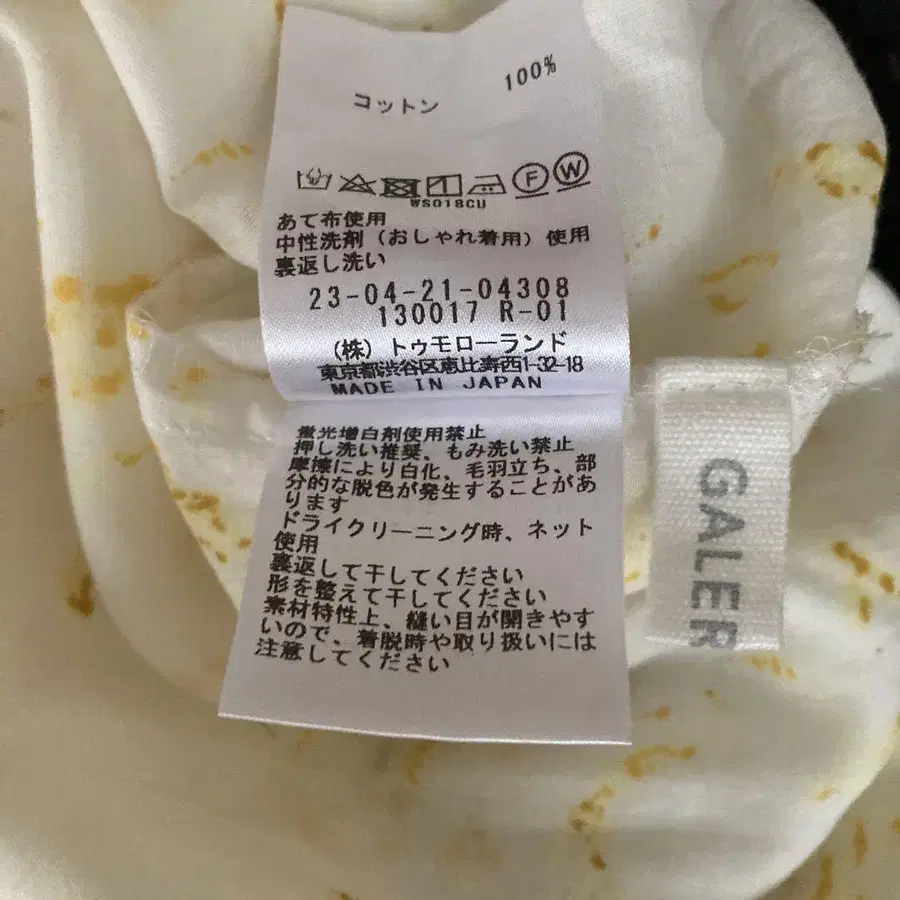 コットン 100%
F W
WS018CU
あて布使用
中性洗剤(おしゃれ着用)使用
裏返し洗い
23-04-21-04308
130017 R-01
(株)トゥモローランド
東京都渋谷区恵比寿西1-32-18
MADE IN JAPAN
蛍光増白剤使用禁止
押し洗い推奨、もみ洗い禁止
摩擦により白化、毛羽立ち、部
分的な脱色が発生することがあ
ります
ドライクリーニング時、ネット
使用
裏返して干してください
形を整えて干してください
素材特性上、縫い目が開きやす
いので、着脱時や取り扱いには
注意してください
GALER